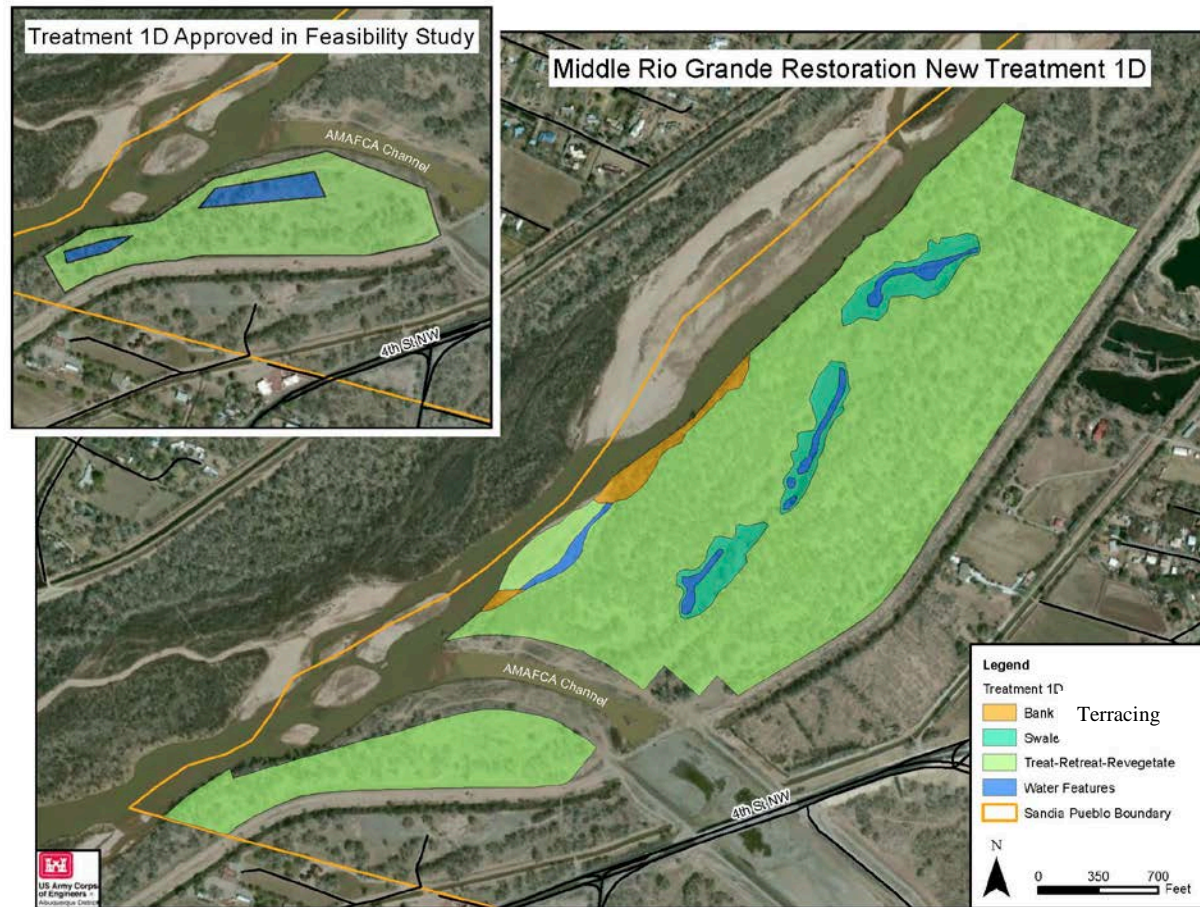 Treatment 1D Approved in Feasibility Study
AMAFCA Channel
4th St NW
Middle Rio Grande Restoration New Treatment 1D
AMAFCA Channel
4th St NW
Legend
Treatment 1D
Bank Terracing
Swale
Treat-Retreat-Revegetate
Water Features
Sandia Pueblo Boundary
N
0 350 700
Feet
US Army Corps
of Engineers
Albuquerque District